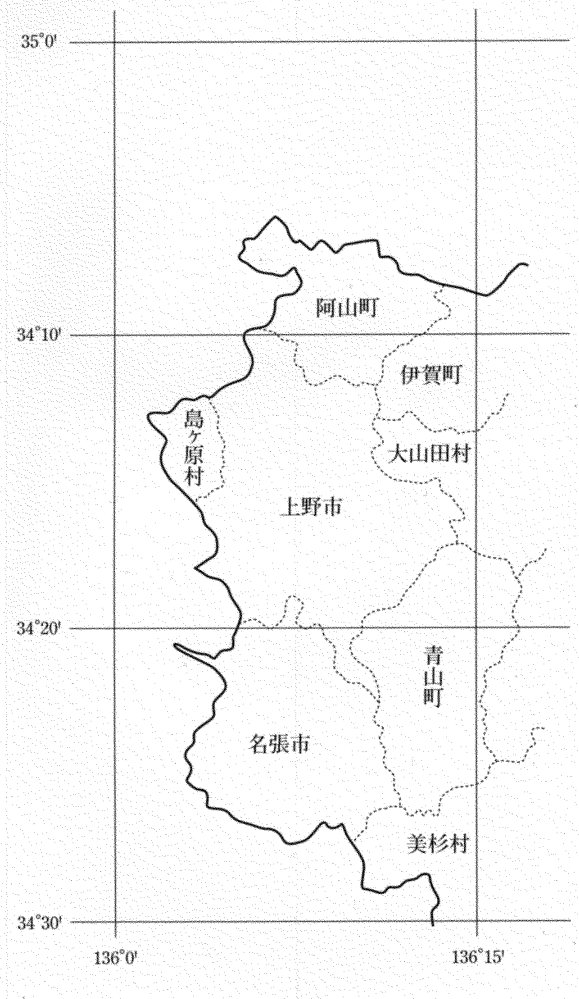 35°0'
阿山町
34°10'
伊賀町
島ヶ原村
大山田村
上野市
34°20'
青山町
名張市
美杉村
34°30'
136°0'
136°15'